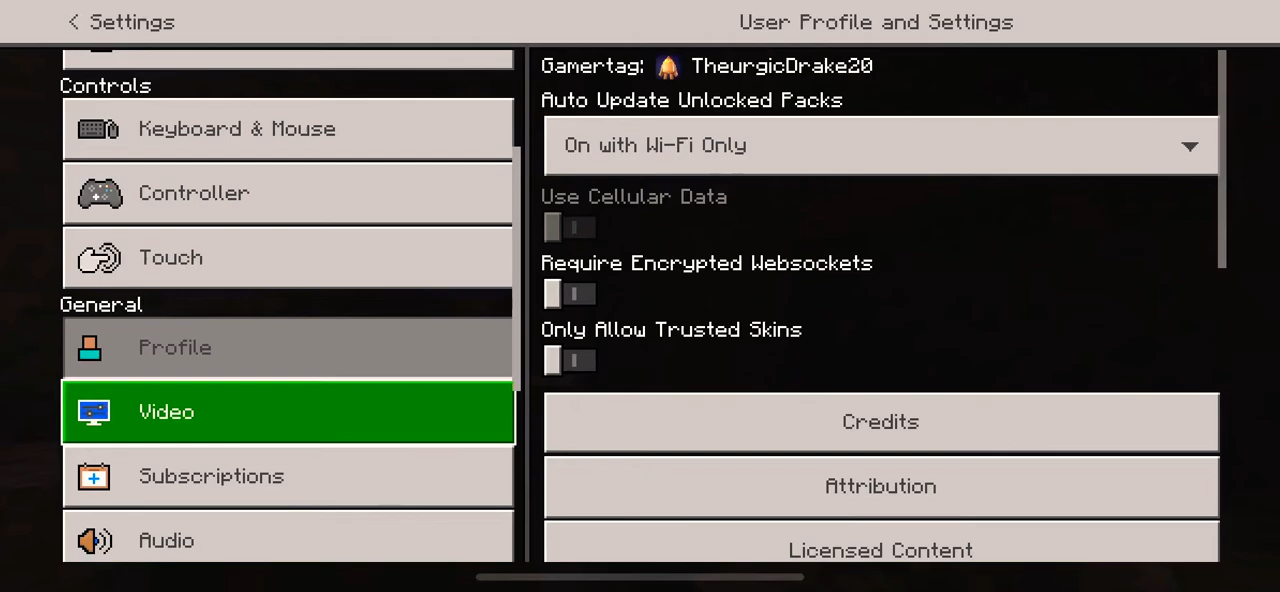 < Settings
User Profile and Settings
Controls
Keyboard & Mouse
Controller
Touch
General
Profile
Video
Subscriptions
Audio
Gamertag: TheurgicDrake20
Auto Update Unlocked Packs
On with Wi-Fi Only
Use Cellular Data
Require Encrypted Websockets
Only Allow Trusted Skins
Credits
Attribution
Licensed Content